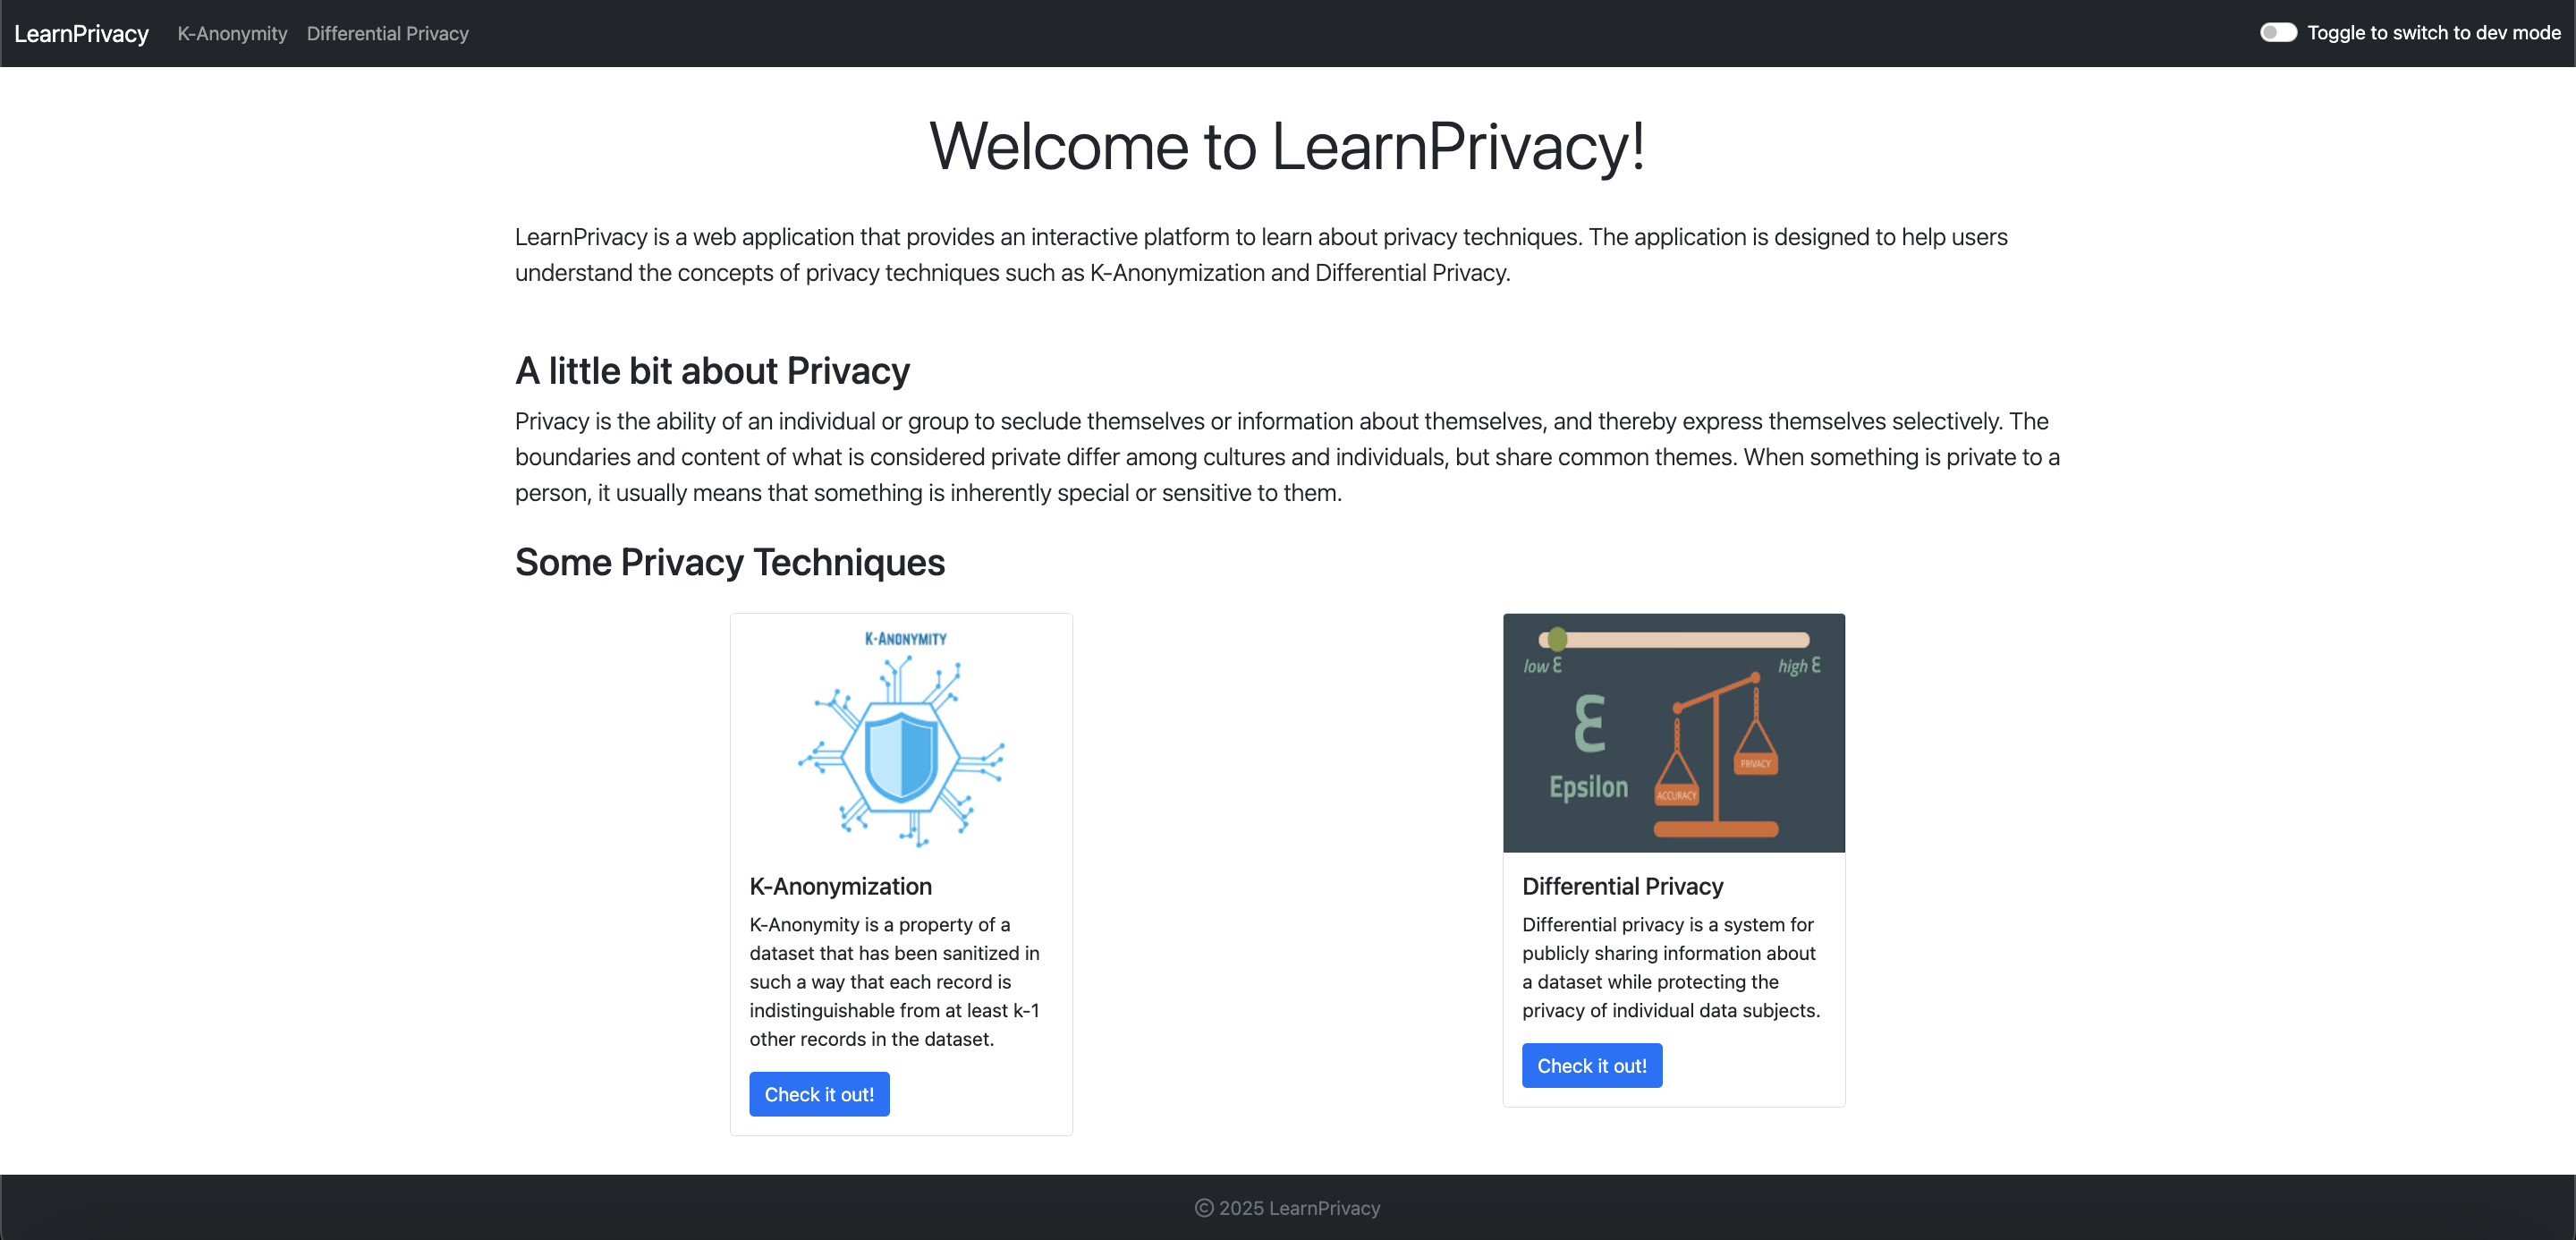 LearnPrivacy K-Anonymity Differential Privacy Toggle to switch to dev mode
Welcome to LearnPrivacy!
LearnPrivacy is a web application that provides an interactive platform to learn about privacy techniques. The application is designed to help users
understand the concepts of privacy techniques such as K-Anonymization and Differential Privacy.
A little bit about Privacy
Privacy is the ability of an individual or group to seclude themselves or information about themselves, and thereby express themselves selectively. The
boundaries and content of what is considered private differ among cultures and individuals, but share common themes. When something is private to a
person, it usually means that something is inherently special or sensitive to them.
Some Privacy Techniques
K-ANONYMITY
K-Anonymization
K-Anonymity is a property of a
dataset that has been sanitized in
such a way that each record is
indistinguishable from at least k-1
other records in the dataset.
Check it out!
low ε
high ε
ε
Epsilon
PRIVACY
ACCURACY
Differential Privacy
Differential privacy is a system for
publicly sharing information about
a dataset while protecting the
privacy of individual data subjects.
Check it out!
© 2025 LearnPrivacy